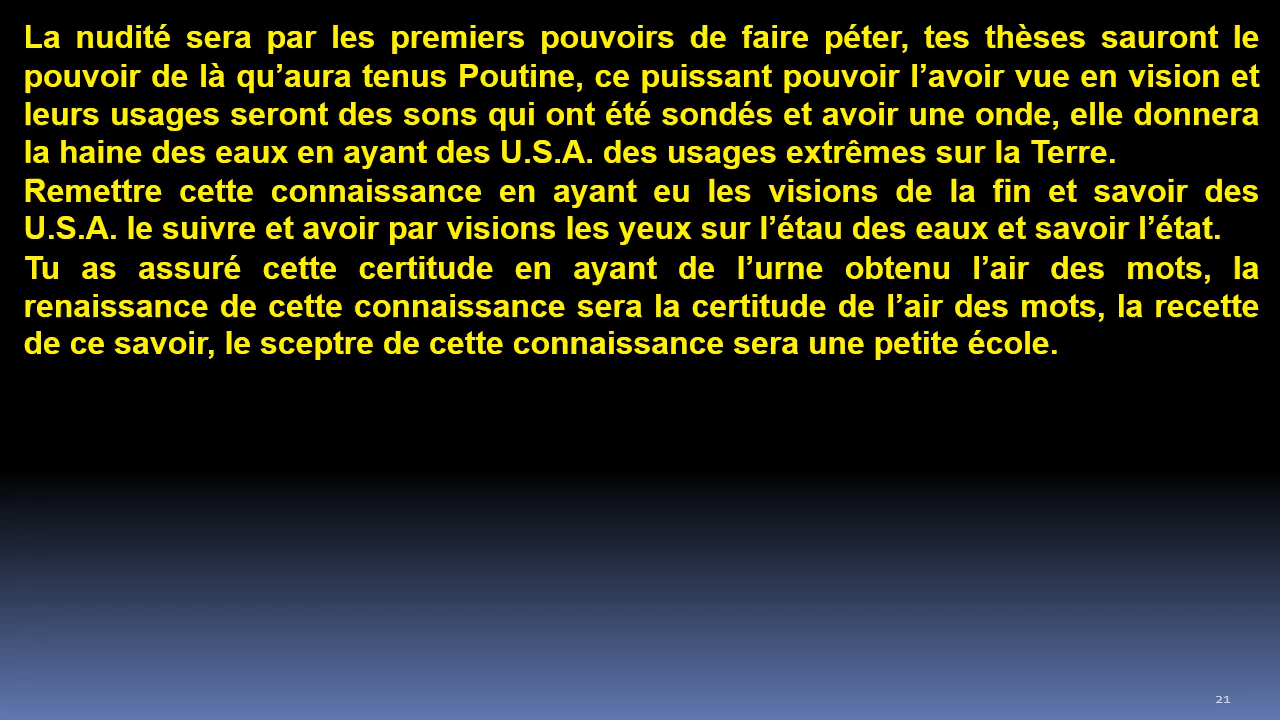 La nudité sera par les premiers pouvoirs de faire péter, tes thèses sauront le
pouvoir de là qu’aura tenus Poutine, ce puissant pouvoir l’avoir vue en vision et
leurs usages seront des sons qui ont été sondés et avoir une onde, elle donnera
la haine des eaux en ayant des U.S.A. des usages extrêmes sur la Terre.
Remettre cette connaissance en ayant eu les visions de la fin et savoir des
U.S.A. le suivre et avoir par visions les yeux sur l’étau des eaux et savoir l’état.
Tu as assuré cette certitude en ayant de l’urne obtenu l’air des mots, la
renaissance de cette connaissance sera la certitude de l’air des mots, la recette
de ce savoir, le sceptre de cette connaissance sera une petite école.
21